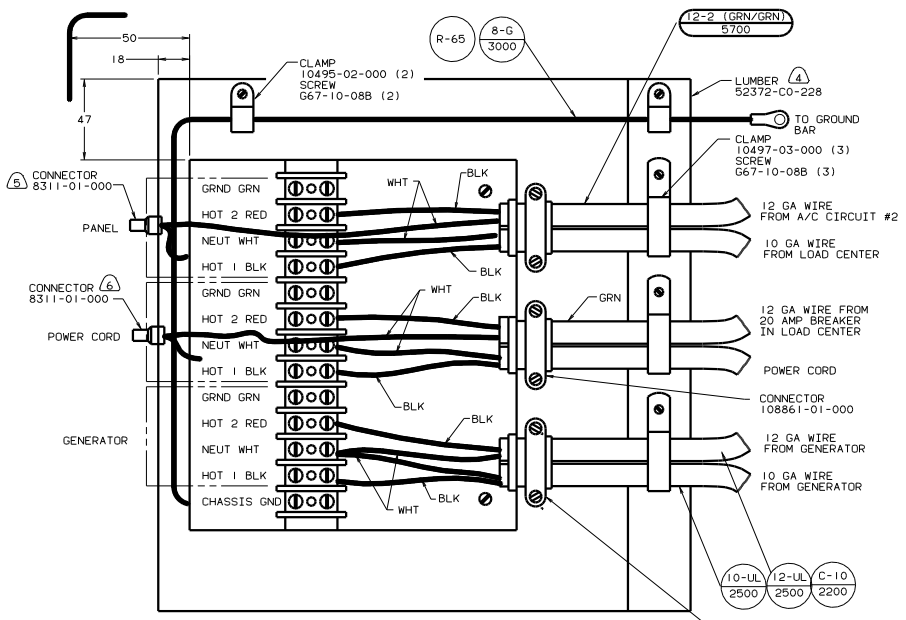 50
18
47
R-65
8-G
3000
12-2 (GRN/GRN)
5700
CLAMP
10495-02-000 (2)
SCREW
G67-10-08B (2)
LUMBER 4
52372-C0-228
TO GROUND
BAR
CLAMP
10497-03-000 (3)
SCREW
G67-10-08B (3)
5 CONNECTOR
8311-01-000
PANEL
GRND GRN
HOT 2 RED
NEUT WHT
HOT 1 BLK
WHT
BLK
BLK
12 GA WIRE
FROM A/C CIRCUIT #2
10 GA WIRE
FROM LOAD CENTER
CONNECTOR 6
8311-01-000
POWER CORD
GRND GRN
HOT 2 RED
NEUT WHT
HOT 1 BLK
WHT
BLK
GRN
BLK
12 GA WIRE FROM
20 AMP BREAKER
IN LOAD CENTER
POWER CORD
CONNECTOR
108861-01-000
GENERATOR
GRND GRN
HOT 2 RED
NEUT WHT
HOT 1 BLK
CHASSIS GND
BLK
BLK
WHT
12 GA WIRE
FROM GENERATOR
10 GA WIRE
FROM GENERATOR
10-UL
2500
12-UL
2500
C-10
2200